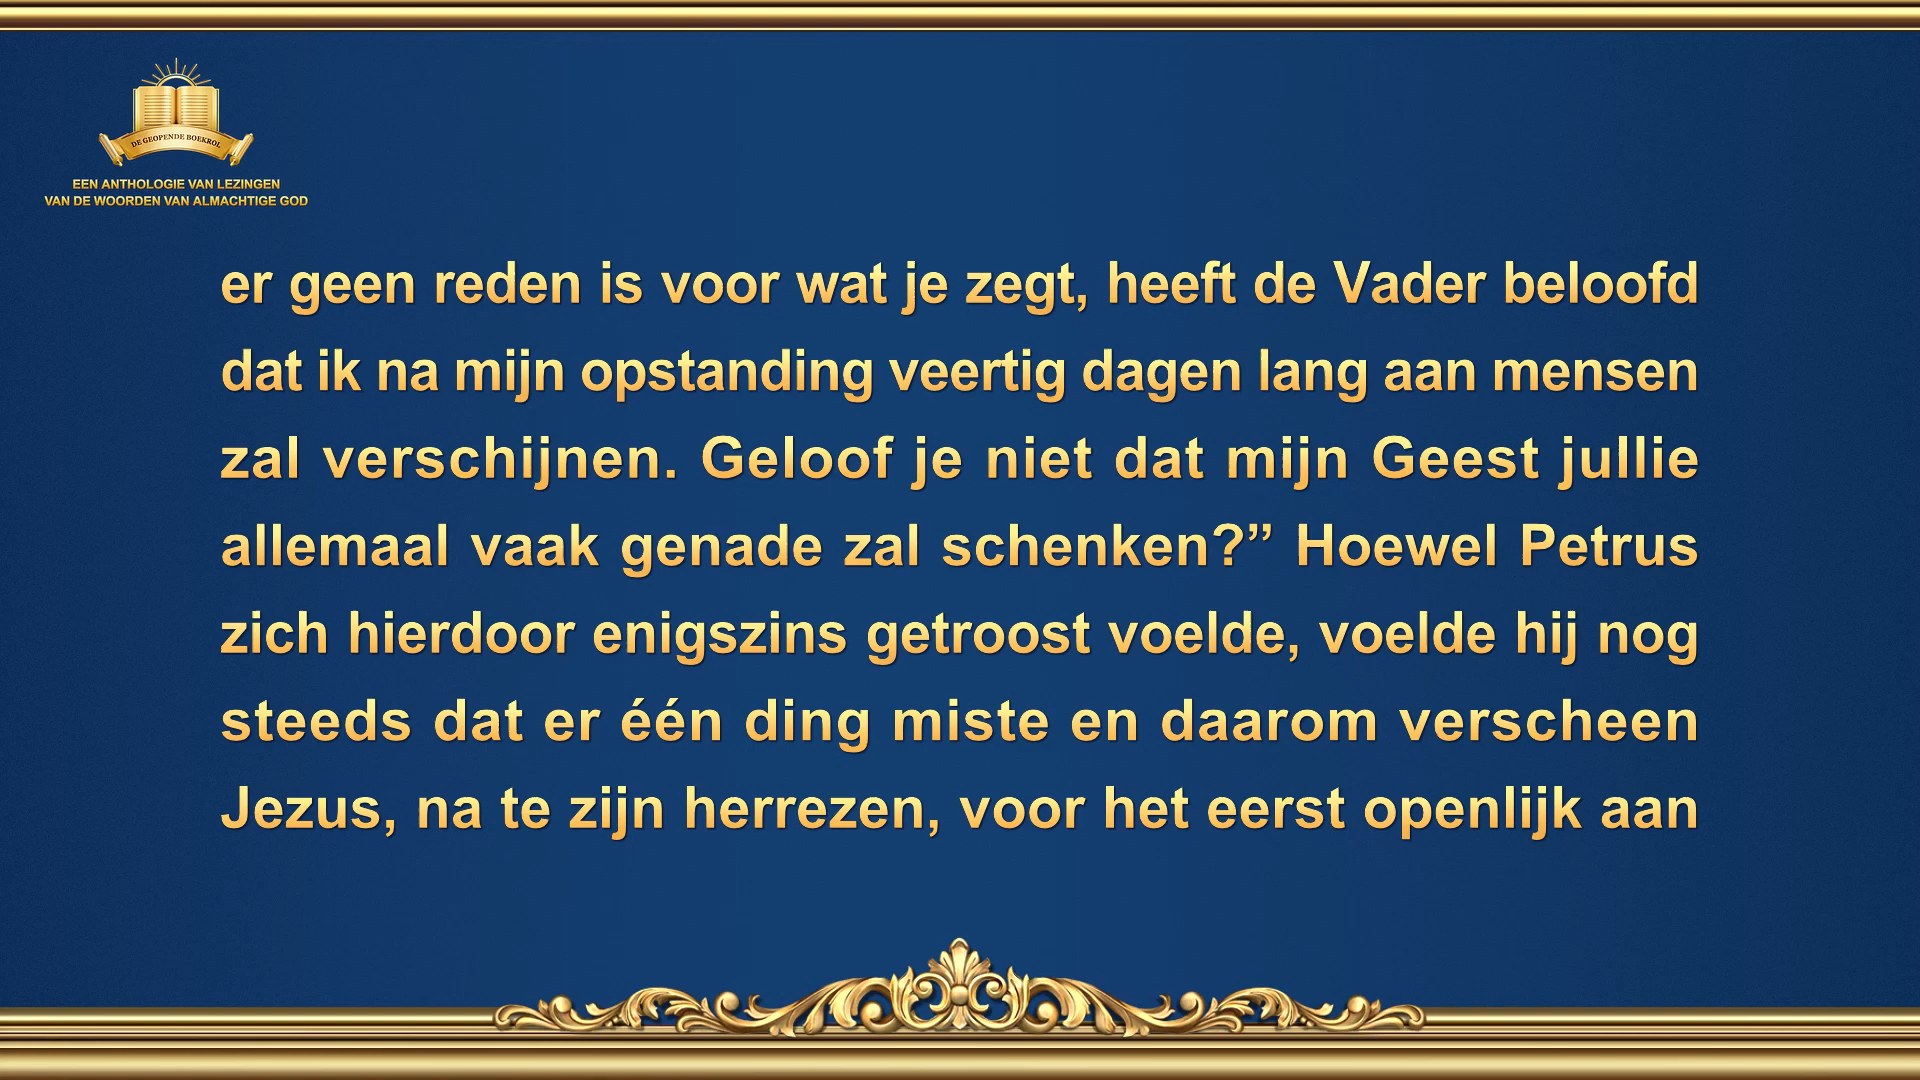 DE GEOPENDE BOEKROL
EEN ANTHOLOGIE VAN LEZINGEN
VAN DE WOORDEN VAN ALMACHTIGE GOD
er geen reden is voor wat je zegt, heeft de Vader beloofd
dat ik na mijn opstanding veertig dagen lang aan mensen
zal verschijnen. Geloof je niet dat mijn Geest jullie
allemaal vaak genade zal schenken?” Hoewel Petrus
zich hierdoor enigszins getroost voelde, voelde hij nog
steeds dat er één ding miste en daarom verscheen
Jezus, na te zijn herrezen, voor het eerst openlijk aan